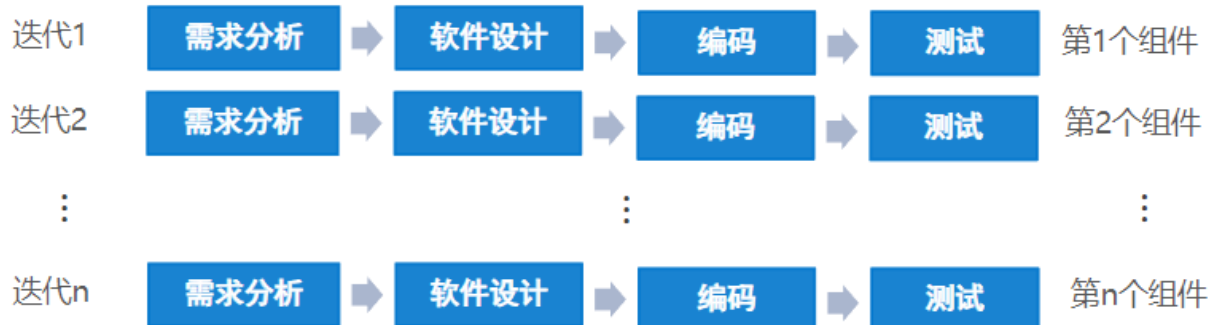 迭代1 需求分析 软件设计 编码 测试 第1个组件
迭代2 需求分析 软件设计 编码 测试 第2个组件
⋮ ⋮ ⋮
迭代n 需求分析 软件设计 编码 测试 第n个组件